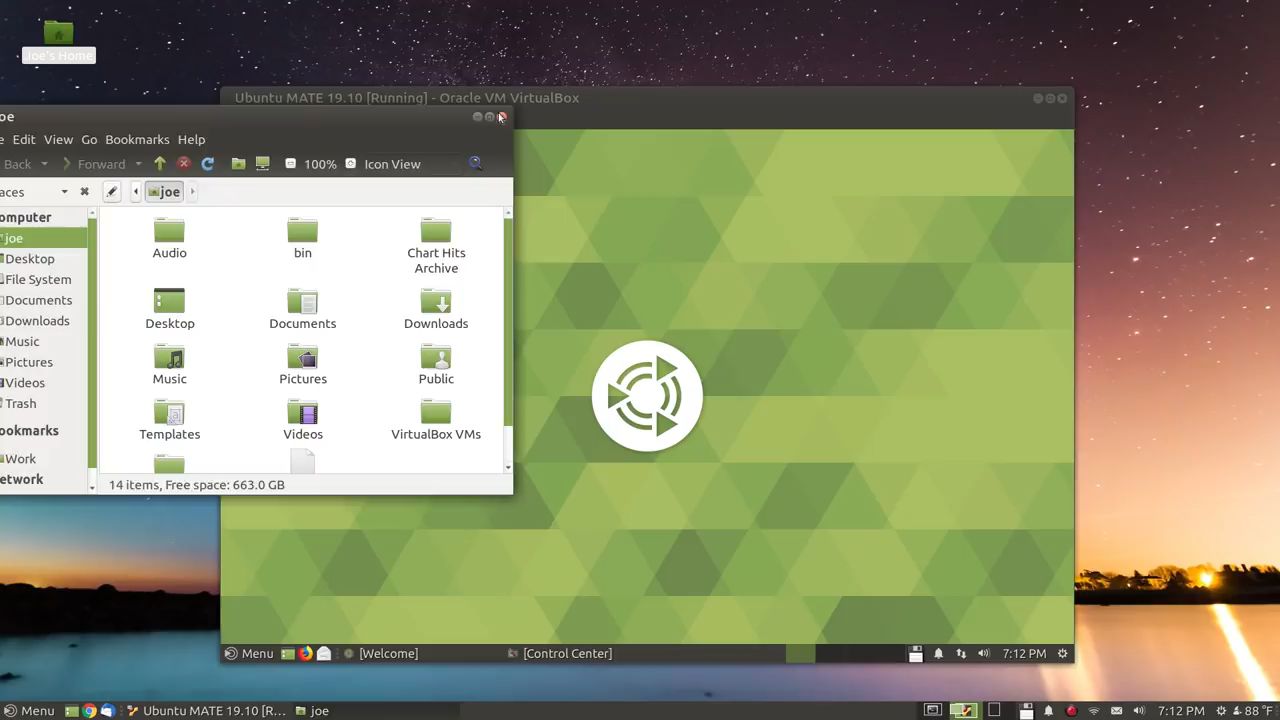 Joe's Home
Ubuntu MATE 19.10 [Running] - Oracle VM VirtualBox
oe
e Edit View Go Bookmarks Help
Back Forward 100% Icon View
aces joe
omputer
joe
Desktop
File System
Documents
Downloads
Music
Pictures
Videos
Trash
ookmarks
Work
etwork
Audio bin Chart Hits
Archive
Desktop Documents Downloads
Music Pictures Public
Templates Videos VirtualBox VMs
14 items, Free space: 663.0 GB
Menu [Welcome] [Control Center] 7:12 PM
Menu Ubuntu MATE 19.10 [R... joe 7:12 PM 88 °F